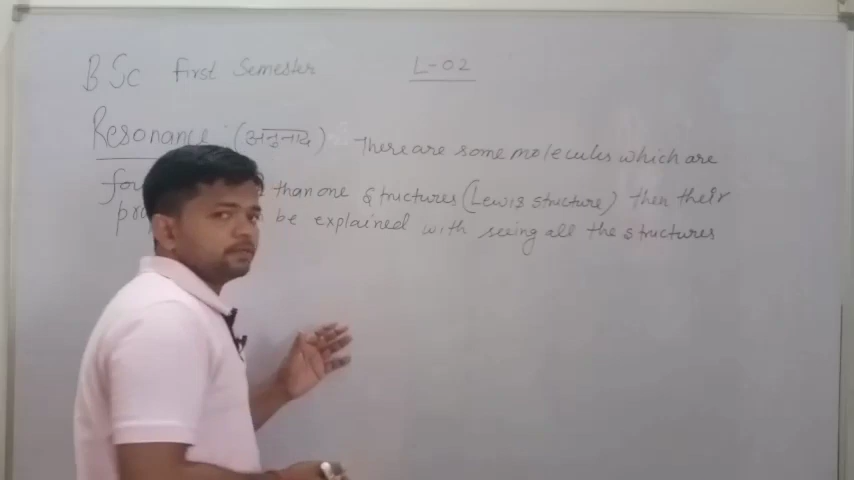 BSc first Semester L-02
Resonance:(अनुनाद) There are some molecules which are
than one Structures (Lewis structure) then their
be explained with seeing all the structures